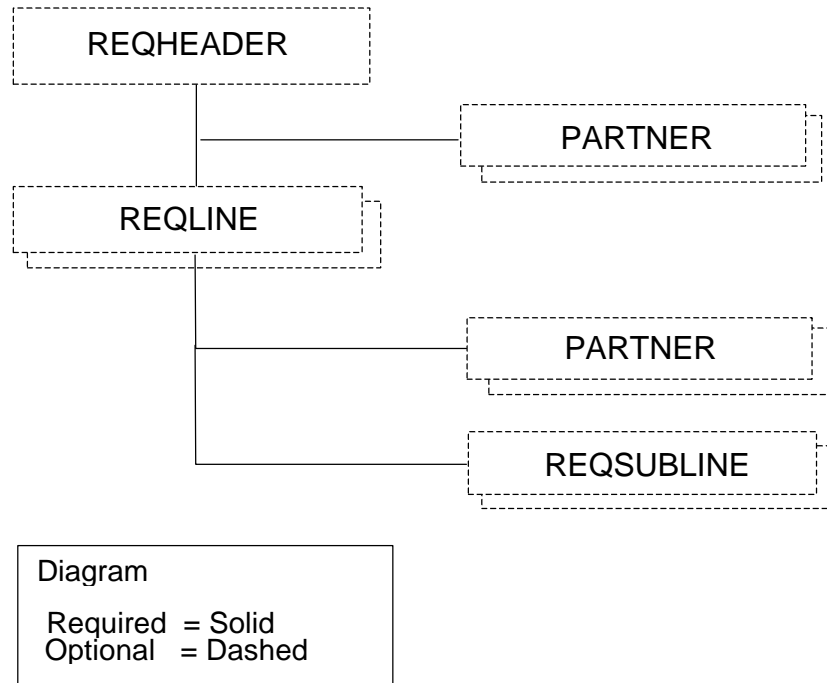 REQHEADER
PARTNER
REQLINE
PARTNER
REQSUBLINE
Diagram
Required = Solid
Optional = Dashed